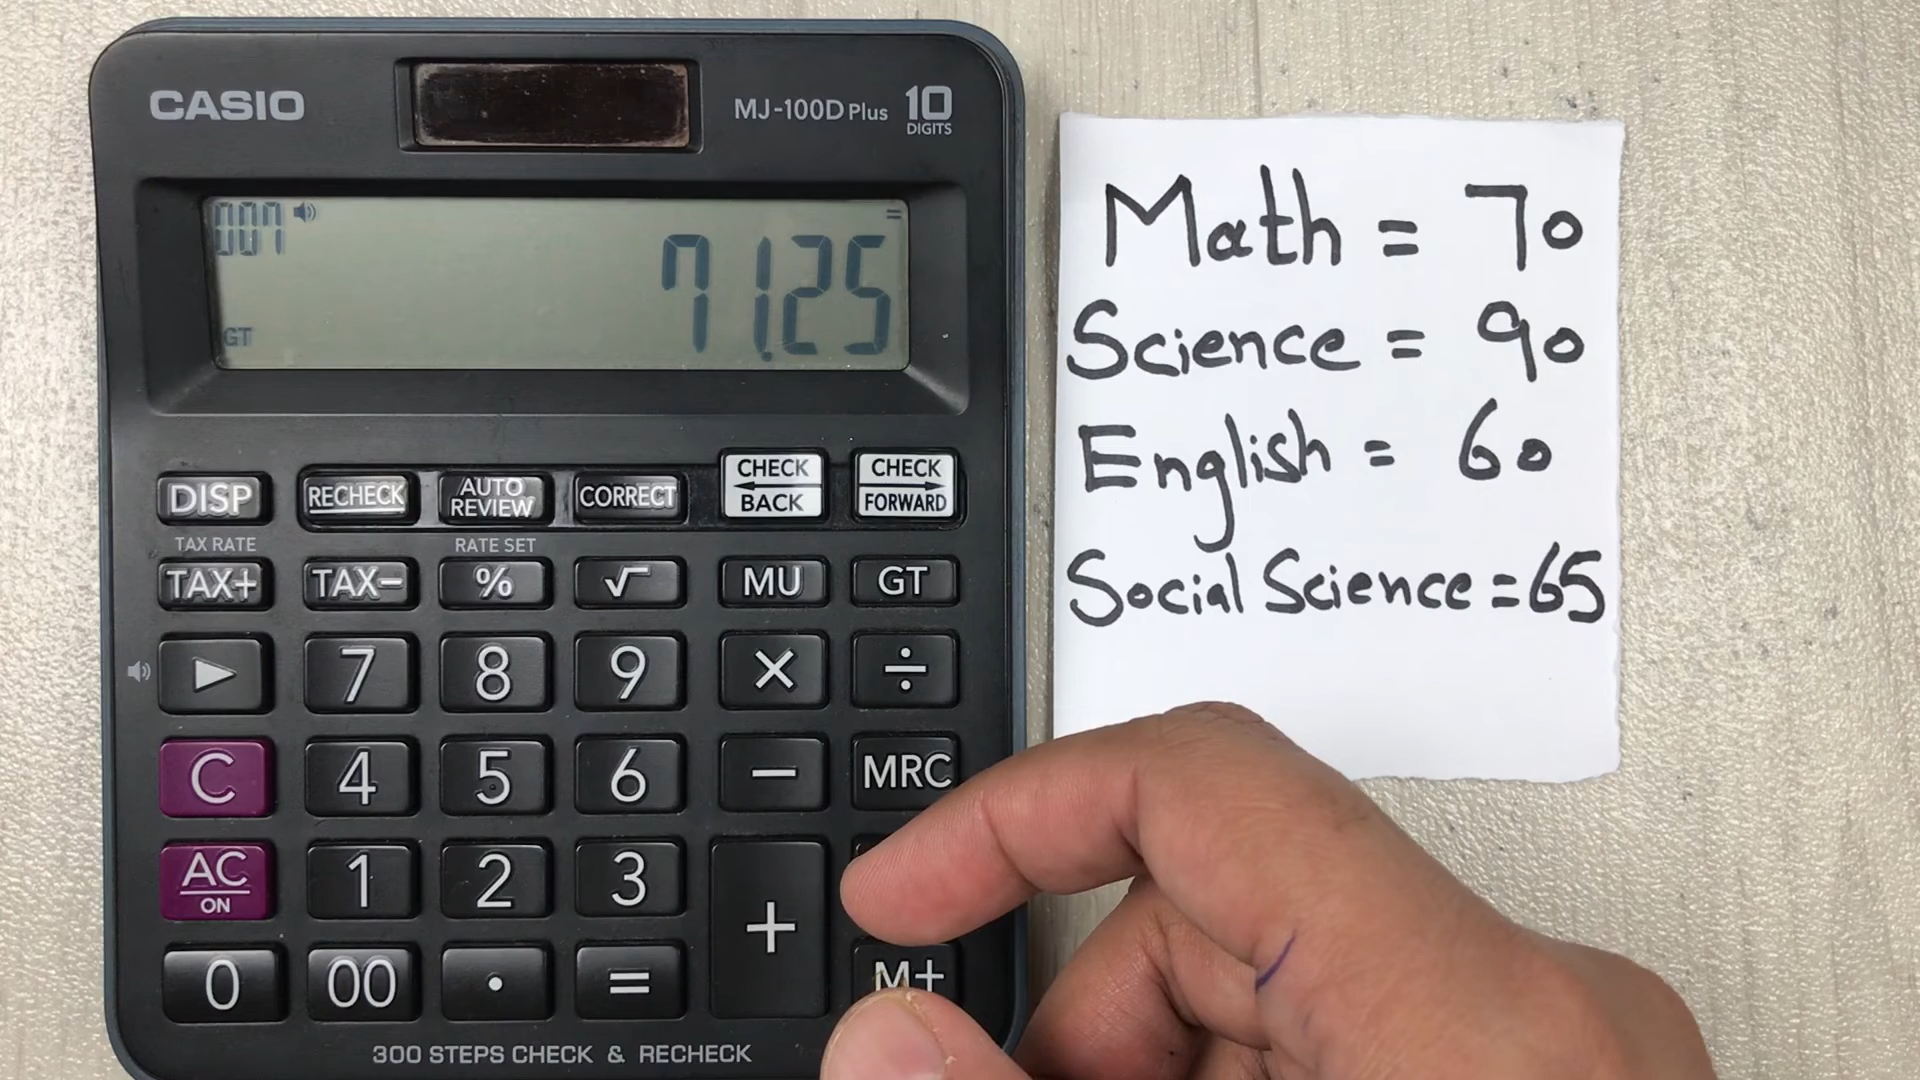 CASIO
MJ-100D Plus 10 DIGITS
007 =
71.25
GT
DISP RECHECK AUTO REVIEW CORRECT CHECK BACK CHECK FORWARD
TAX RATE RATE SET
TAX+ TAX− % √ MU GT
7 8 9 × ÷
C 4 5 6 − MRC
AC/ON 1 2 3 +
0 00 · = M+
300 STEPS CHECK & RECHECK
Math = 70
Science = 90
English = 60
Social Science = 65